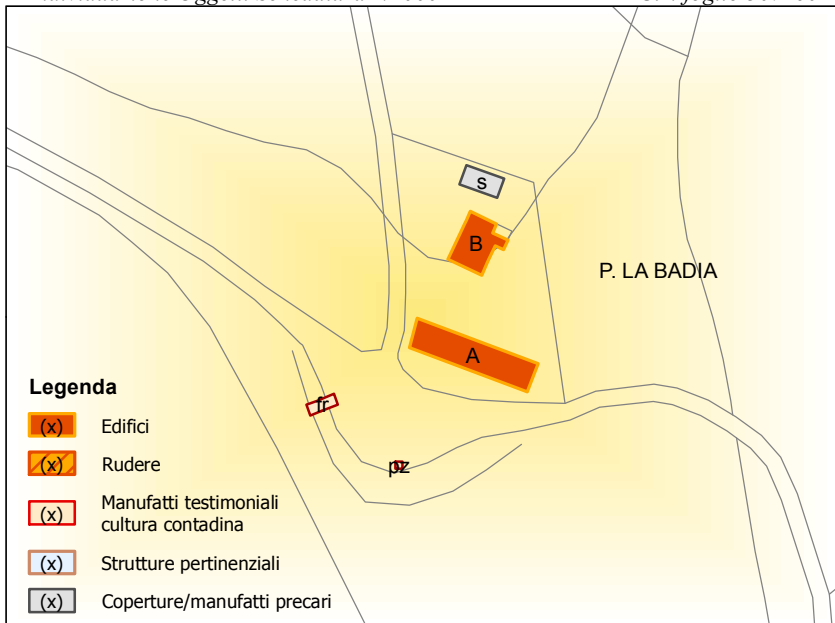 s
B
P. LA BADIA
A
fr
pz
Legenda
(x) Edifici
(x) Rudere
(x) Manufatti testimoniali
cultura contadina
(x) Strutture pertinenziali
(x) Coperture/manufatti precari